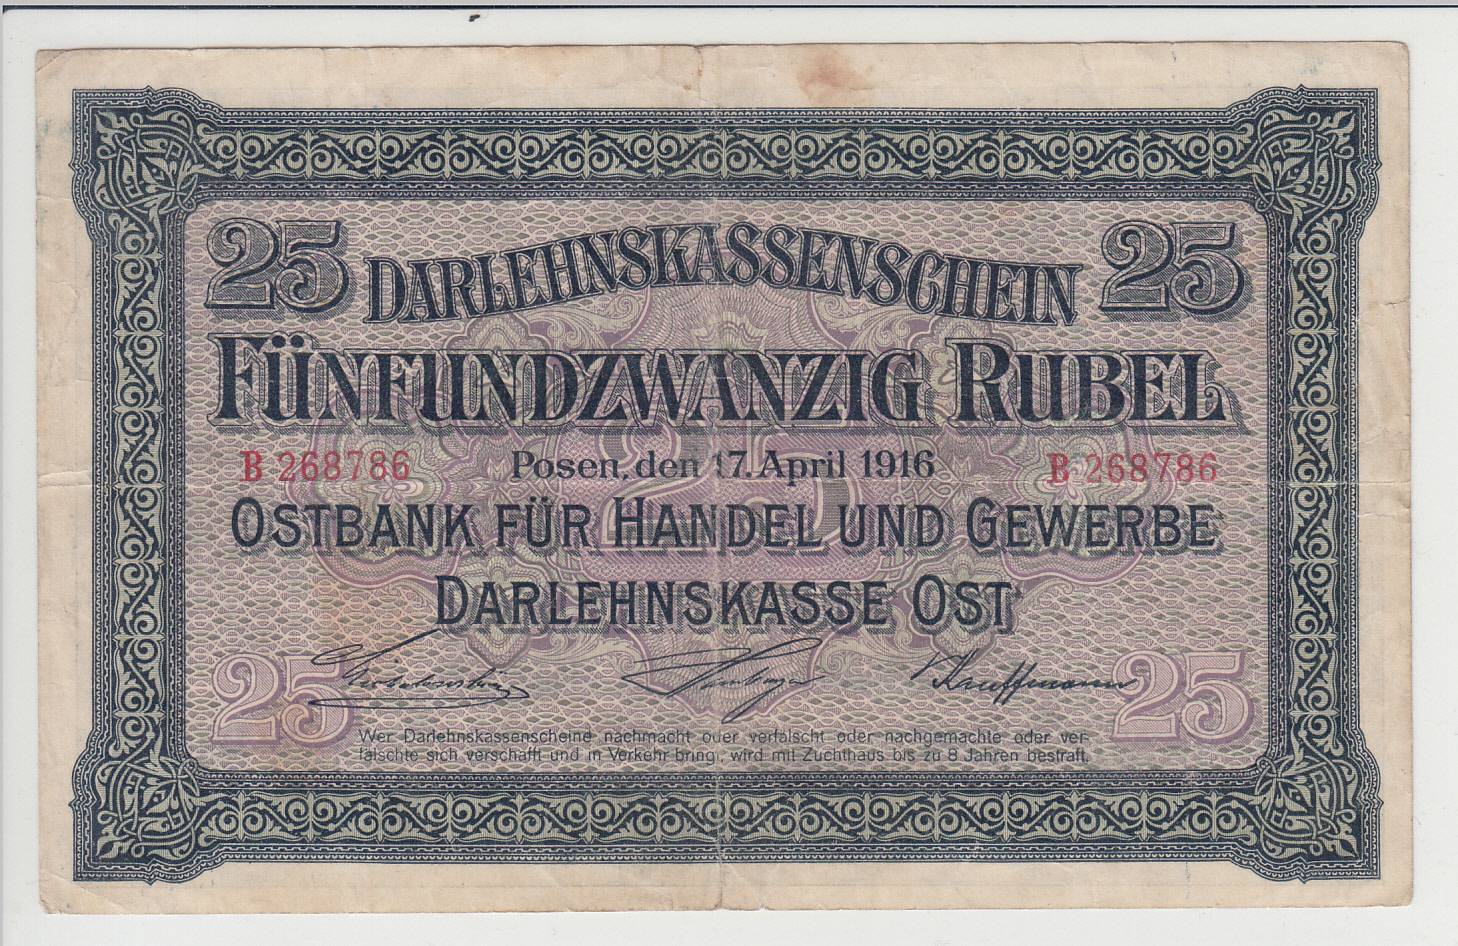 25 DARLEHNSKASSENSCHEIN 25
FÜNFUNDZWANZIG RUBEL
B 268786 Posen, den 17. April 1916 B 268786
OSTBANK FÜR HANDEL UND GEWERBE
DARLEHNSKASSE OST
25 Kauffmann 25
Wer Darlehnskassenscheine nachmacht oder verfälscht oder nachgemachte oder ver-
fälschte sich verschafft und in Verkehr bringt, wird mit Zuchthaus bis zu 8 Jahren bestraft.
25